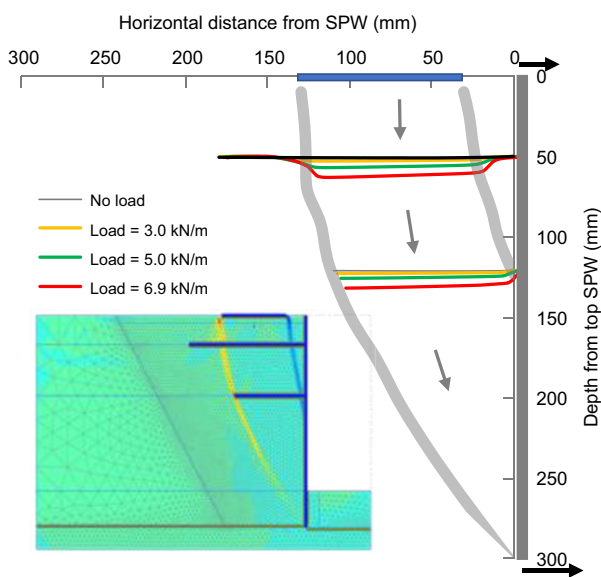 Horizontal distance from SPW (mm)
300 250 200 150 100 50 0
0
50
100
150
200
250
300
Depth from top SPW (mm)
No load
Load = 3.0 kN/m
Load = 5.0 kN/m
Load = 6.9 kN/m